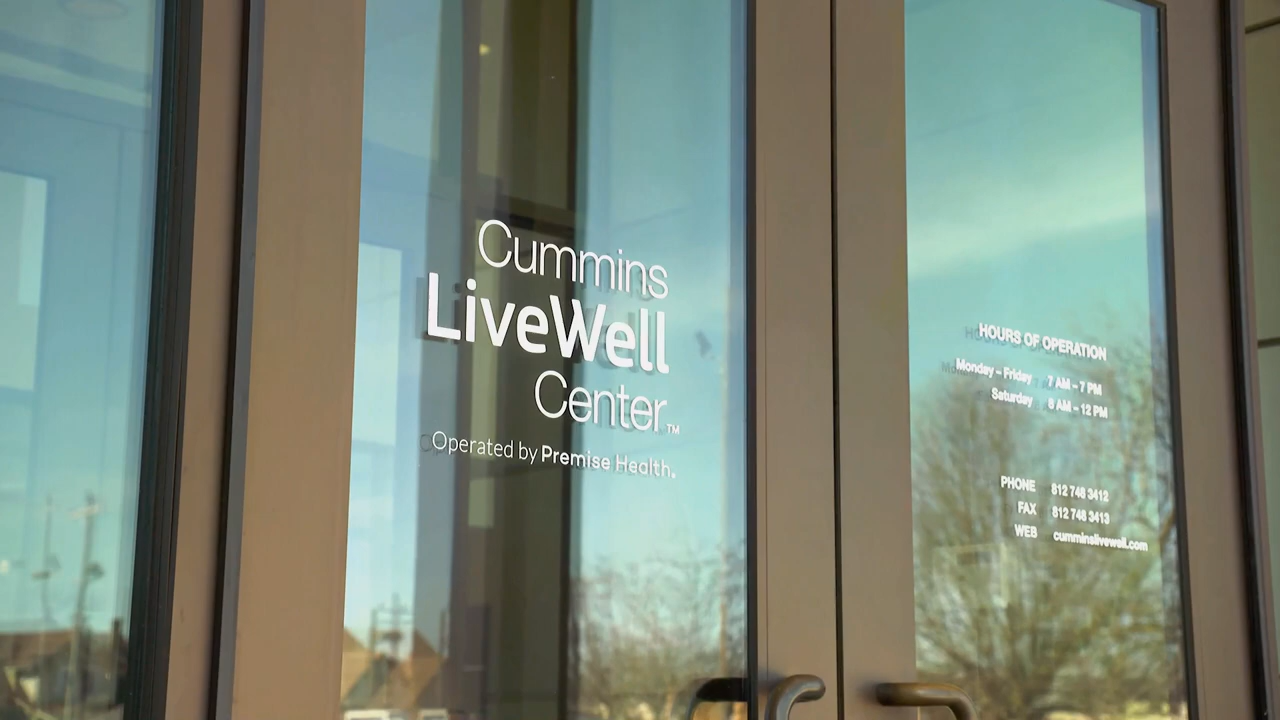 Cummins
LiveWell
Center™
Operated by Premise Health.
HOURS OF OPERATION
Monday – Friday 7 AM – 7 PM
Saturday 8 AM – 12 PM
PHONE 812 748 3412
FAX 812 748 3413
WEB cumminslivewell.com